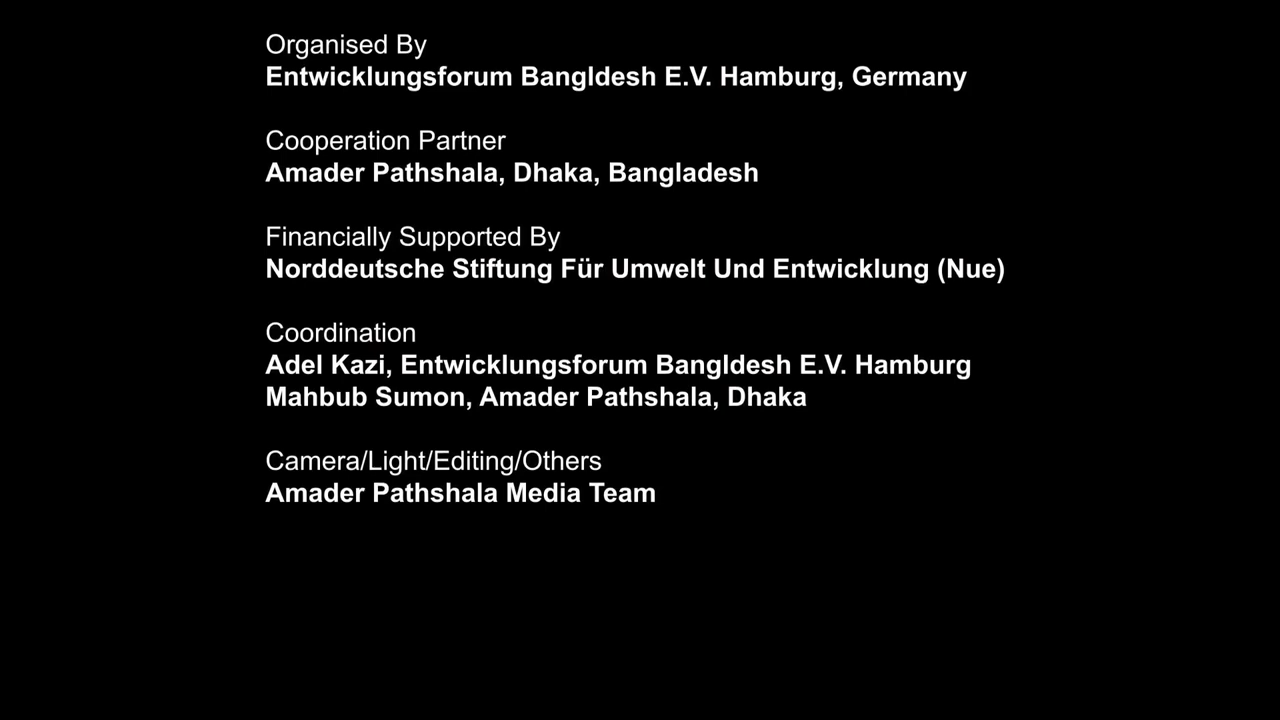 Organised By
Entwicklungsforum Bangldesh E.V. Hamburg, Germany
Cooperation Partner
Amader Pathshala, Dhaka, Bangladesh
Financially Supported By
Norddeutsche Stiftung Für Umwelt Und Entwicklung (Nue)
Coordination
Adel Kazi, Entwicklungsforum Bangldesh E.V. Hamburg
Mahbub Sumon, Amader Pathshala, Dhaka
Camera/Light/Editing/Others
Amader Pathshala Media Team